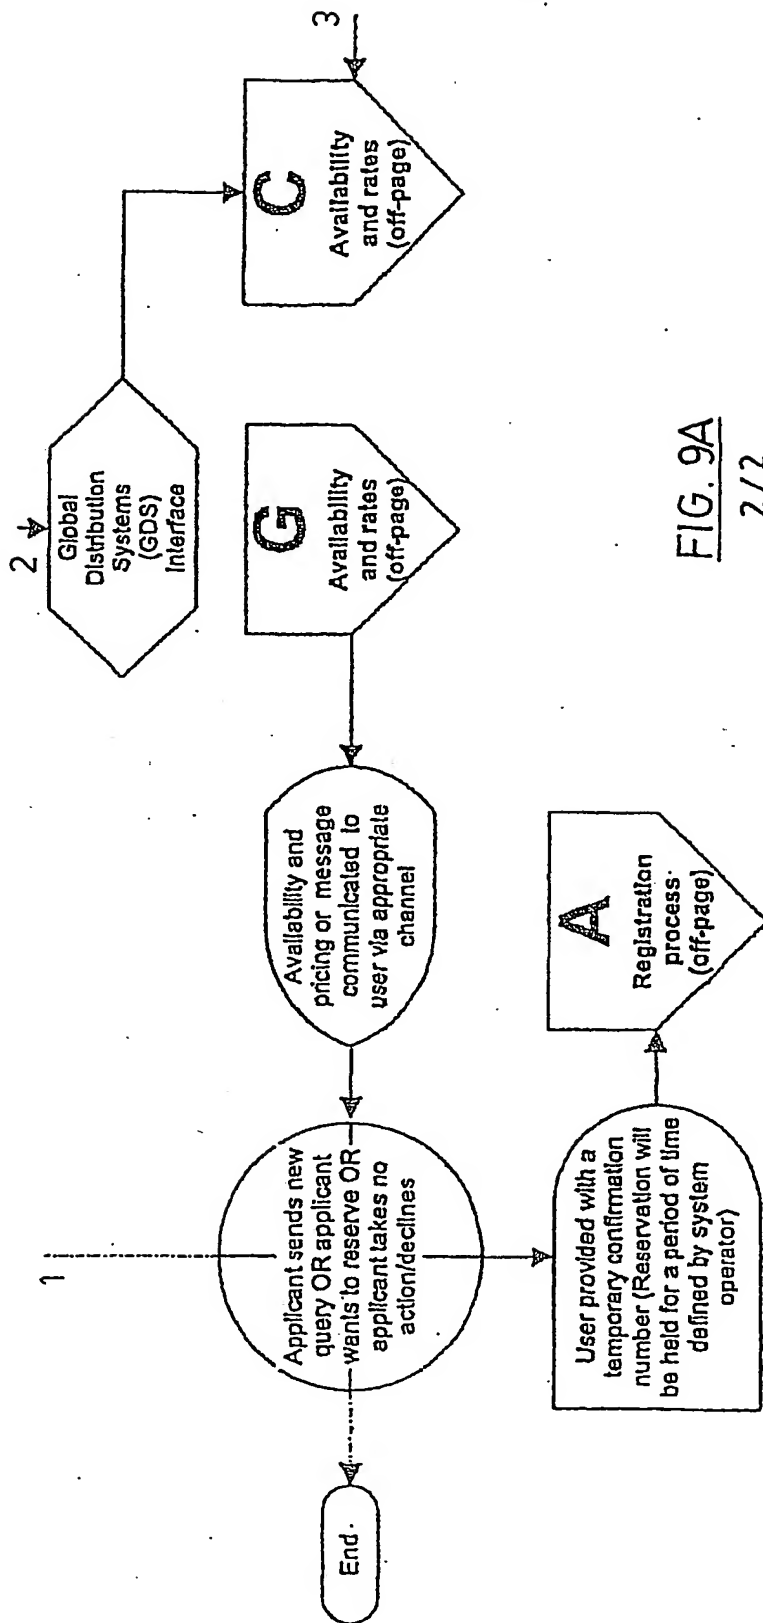 1
2
3
Global
Distribution
Systems
(GDS)
Interface
C
Availability
and rates
(off-page)
G
Availability
and rates
(off-page)
Availability and
pricing or message
communicated to
user via appropriate
channel
Applicant sends new
query OR applicant
wants to reserve OR
applicant takes no
action/declines
End
User provided with a
temporary confirmation
number (Reservation will
be held for a period of time
defined by system
operator)
A
Registration
process
(off-page)
FIG. 9A
2/2